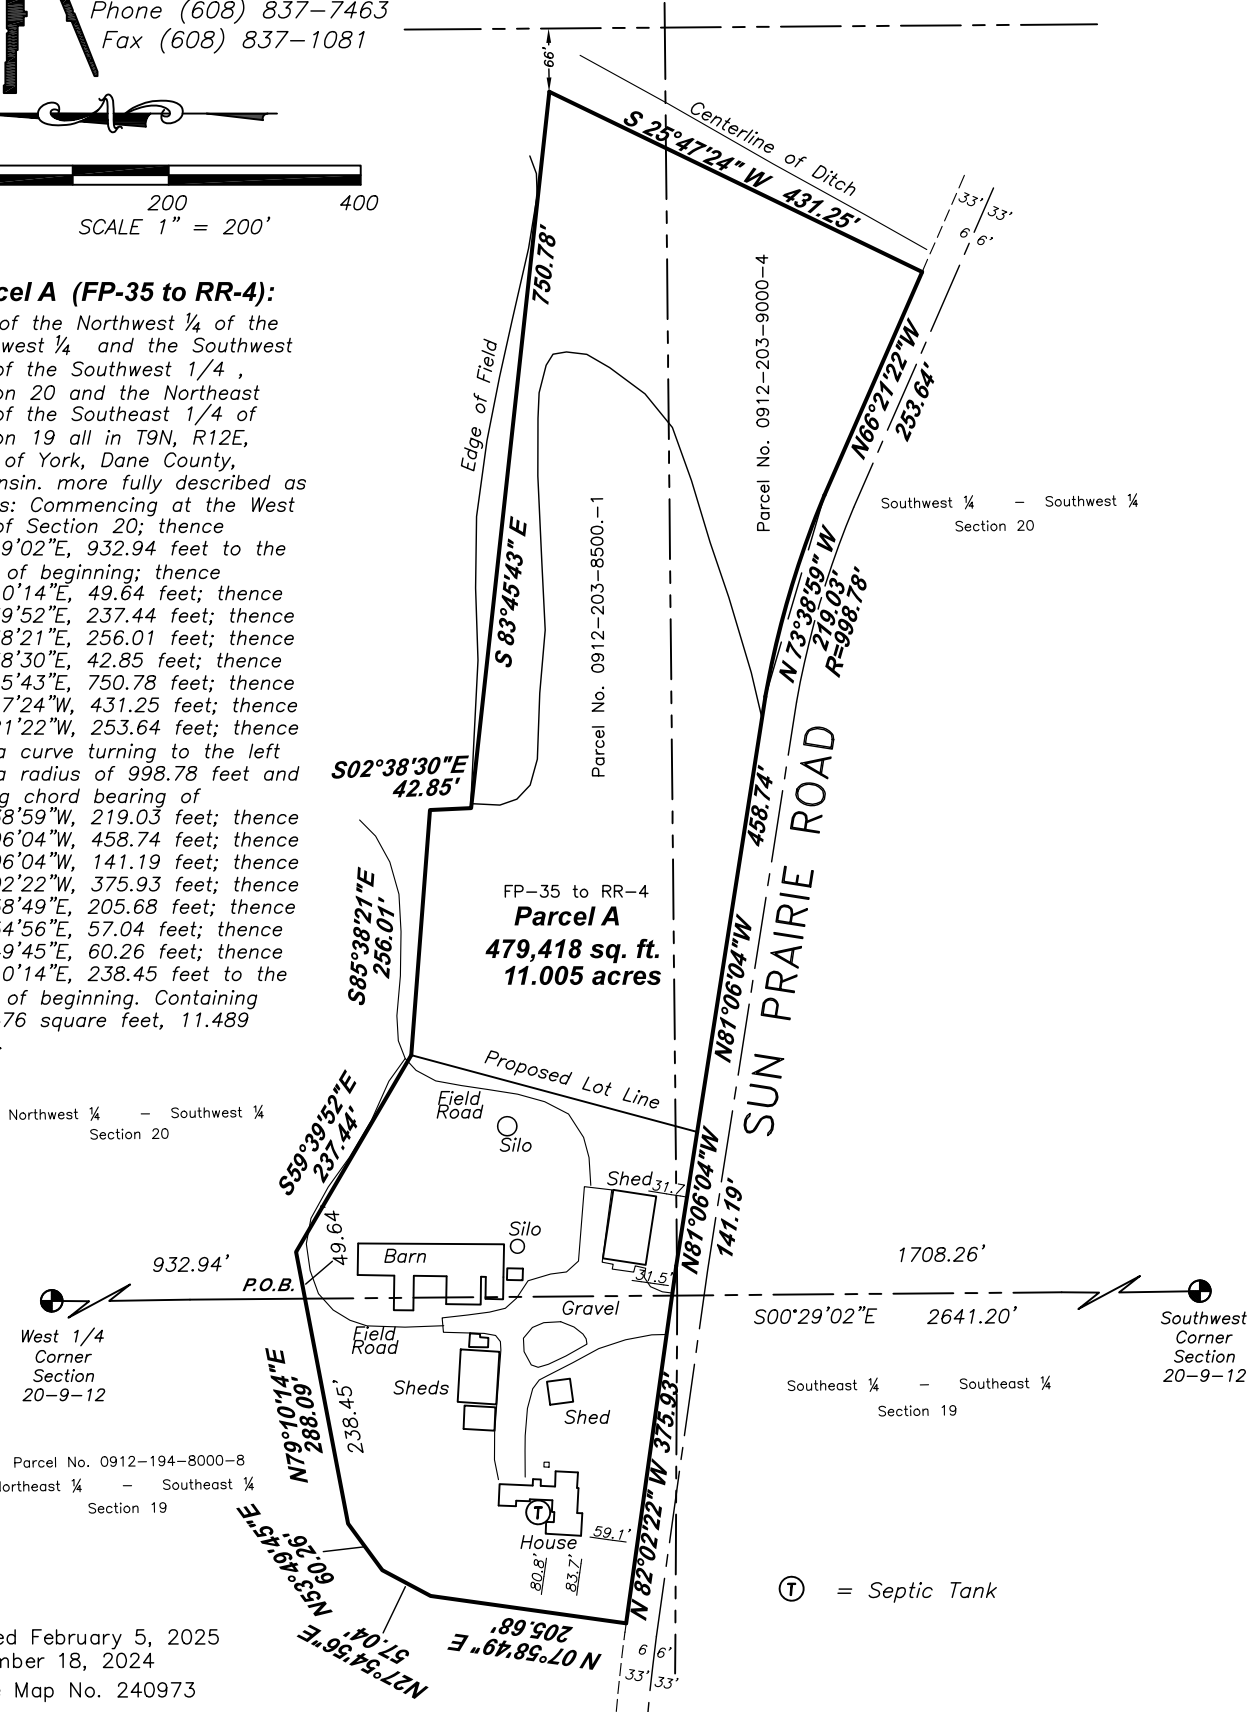 Phone (608) 837-7463
Fax (608) 837-1081
200 400
SCALE 1" = 200'
cel A (FP-35 to RR-4):
of the Northwest ¼ of the
west ¼ and the Southwest
of the Southwest 1/4 ,
on 20 and the Northeast
of the Southeast 1/4 of
on 19 all in T9N, R12E,
of York, Dane County,
nsin. more fully described as
s: Commencing at the West
of Section 20; thence
9'02"E, 932.94 feet to the
of beginning; thence
0'14"E, 49.64 feet; thence
9'52"E, 237.44 feet; thence
8'21"E, 256.01 feet; thence
8'30"E, 42.85 feet; thence
5'43"E, 750.78 feet; thence
7'24"W, 431.25 feet; thence
21'22"W, 253.64 feet; thence
a curve turning to the left
a radius of 998.78 feet and
g chord bearing of
8'59"W, 219.03 feet; thence
06'04"W, 458.74 feet; thence
06'04"W, 141.19 feet; thence
02'22"W, 375.93 feet; thence
58'49"E, 205.68 feet; thence
54'56"E, 57.04 feet; thence
49'45"E, 60.26 feet; thence
10'14"E, 238.45 feet to the
of beginning. Containing
76 square feet, 11.489
66'
Centerline of Ditch
S 25°47'24" W 431.25'
33' 33'
6 6'
750.78'
Edge of Field
S 83°45'43" E
Parcel No. 0912-203-9000-4
Parcel No. 0912-203-8500.-1
N66°21'22"W
253.64'
Southwest ¼ - Southwest ¼
Section 20
N 73°38'59" W
219.03'
R=998.78'
S02°38'30"E
42.85'
458.74'
SUN PRAIRIE ROAD
S85°38'21"E
256.01'
FP-35 to RR-4
Parcel A
479,418 sq. ft.
11.005 acres
N81°06'04"W
Proposed Lot Line
Northwest ¼ - Southwest ¼
Section 20
S59°39'52"E
237.44'
Field
Road
Silo
Shed
31.7
N81°06'04"W
141.19'
49.64
Silo
Barn
31.5'
Gravel
932.94'
P.O.B.
1708.26'
S00°29'02"E 2641.20'
West 1/4
Corner
Section
20-9-12
Southwest
Corner
Section
20-9-12
Field
Road
Sheds
Shed
N79°10'14"E
288.09'
238.45'
N 82°02'22" W 375.93'
Southeast ¼ - Southeast ¼
Section 19
Parcel No. 0912-194-8000-8
ortheast ¼ - Southeast ¼
Section 19
T
House
59.1'
80.8'
83.7'
N53°49'45"E
60.26'
N27°54'56"E
57.04'
N 07°58'49" E
205.68'
6 6'
33' 33'
T = Septic Tank
ed February 5, 2025
mber 18, 2024
Map No. 240973